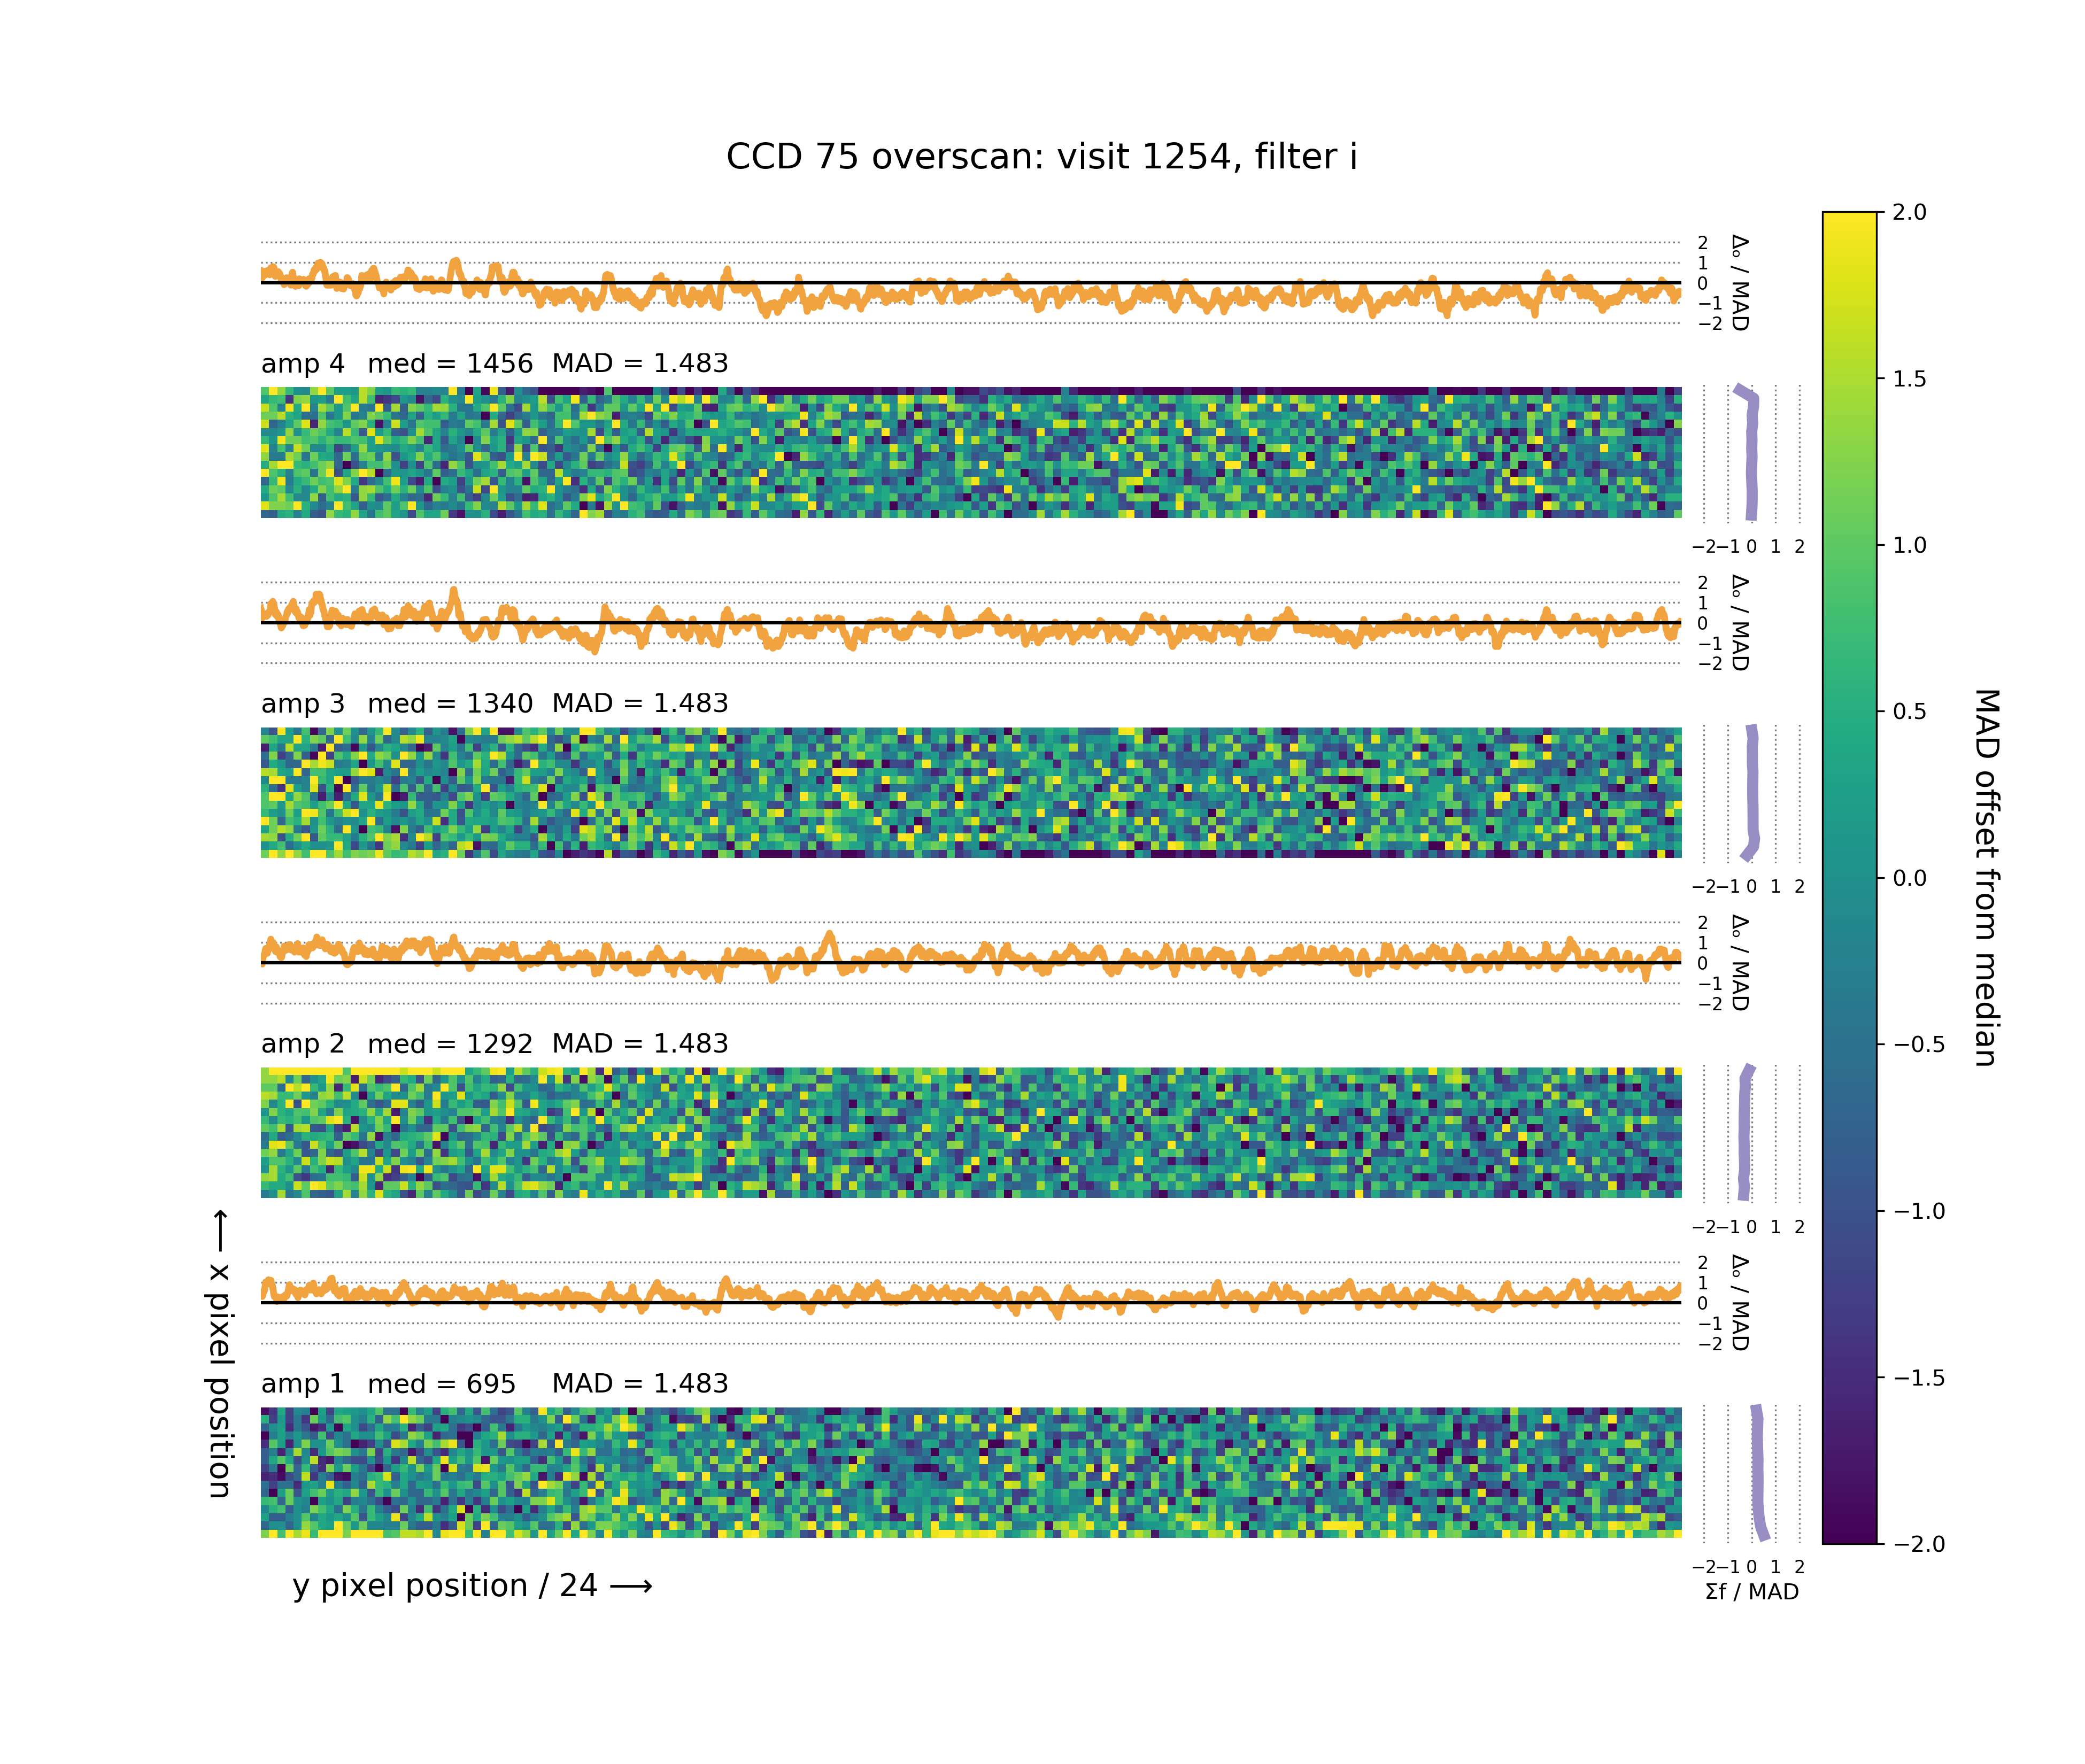 CCD 75 overscan: visit 1254, filter i
2
1
0
−1
−2
Δₒ / MAD
amp 4 med = 1456 MAD = 1.483
−2 −1 0 1 2
2
1
0
−1
−2
Δₒ / MAD
amp 3 med = 1340 MAD = 1.483
−2 −1 0 1 2
2
1
0
−1
−2
Δₒ / MAD
amp 2 med = 1292 MAD = 1.483
−2 −1 0 1 2
2
1
0
−1
−2
Δₒ / MAD
amp 1 med = 695 MAD = 1.483
−2 −1 0 1 2
Σf / MAD
y pixel position / 24 ⟶
x pixel position ⟶
2.0
1.5
1.0
0.5
0.0
−0.5
−1.0
−1.5
−2.0
MAD offset from median